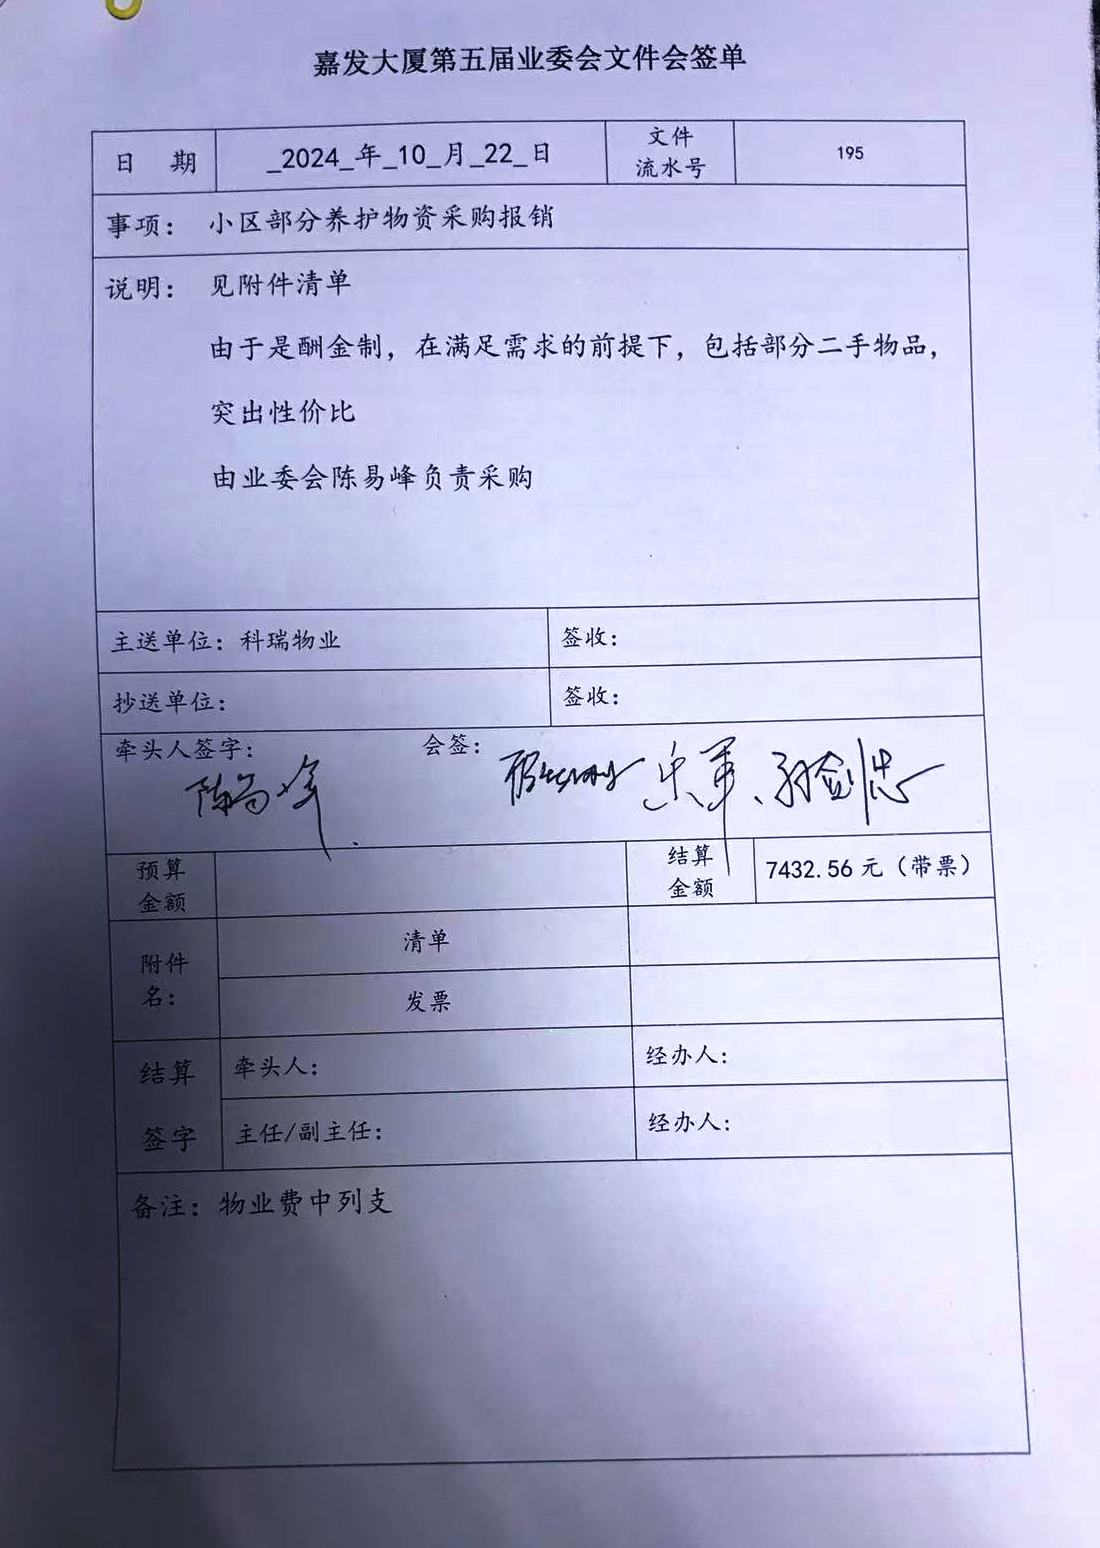 嘉发大厦第五届业委会文件会签单
日 期 _2024_年_10_月_22_日 文件流水号 195
事项： 小区部分养护物资采购报销
说明： 见附件清单
由于是酬金制，在满足需求的前提下，包括部分二手物品，
突出性价比
由业委会陈易峰负责采购
主送单位：科瑞物业 签收：
抄送单位： 签收：
牵头人签字： 会签：
陈易峰
预算金额 结算金额 7432.56 元（带票）
附件名： 清单
发票
结算签字 牵头人： 经办人：
主任/副主任： 经办人：
备注：物业费中列支